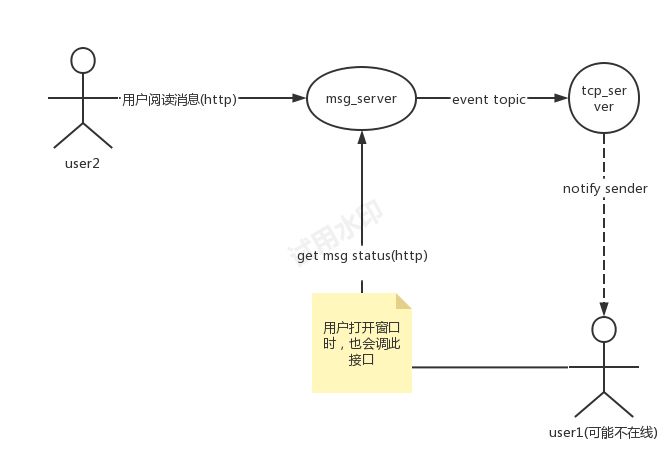 用户阅读消息(http)
msg_server
event topic
tcp_ser
ver
user2
notify sender
试用水印
get msg status(http)
用户打开窗口
时，也会调此
接口
user1(可能不在线)